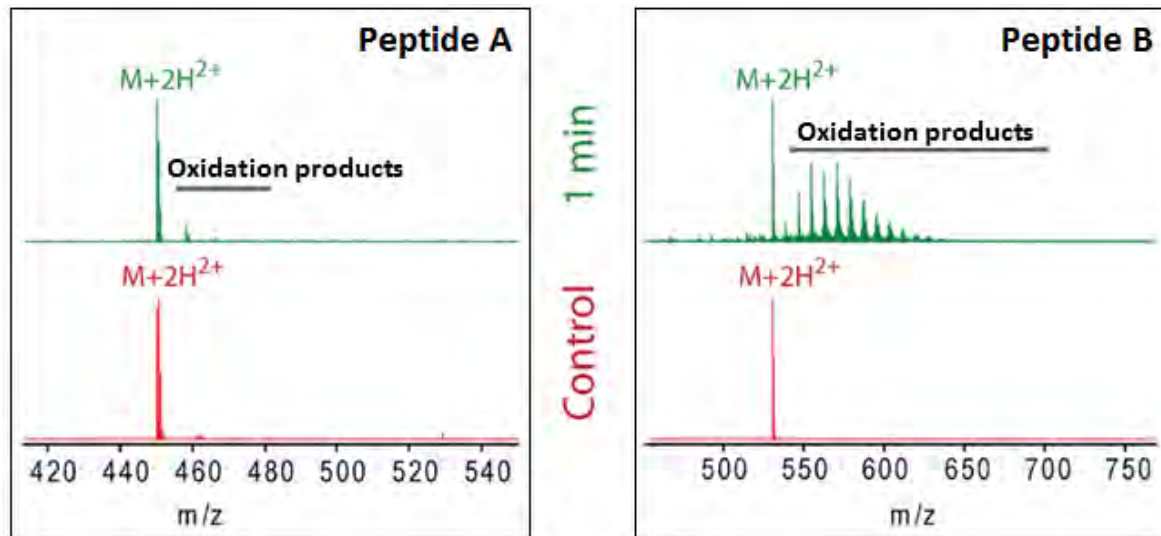 Peptide A
M+2H2+
Oxidation products
M+2H2+
420 440 460 480 500 520 540
m/z
1 min
Control
Peptide B
M+2H2+
Oxidation products
M+2H2+
500 550 600 650 700 750
m/z